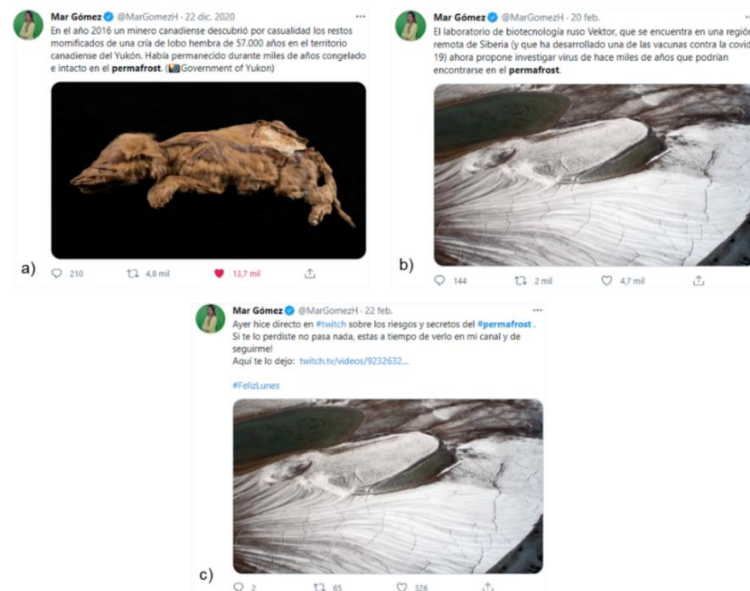 Mar Gómez @MarGomezH · 22 dic. 2020
En el año 2016 un minero canadiense descubrió por casualidad los restos
momificados de una cría de lobo hembra de 57.000 años en el territorio
canadiense del Yukón. Había permanecido durante miles de años congelado
e intacto en el permafrost. (📸Government of Yukon)
a) 210 4,8 mil 13,7 mil
Mar Gómez @MarGomezH · 20 feb.
El laboratorio de biotecnología ruso Vektor, que se encuentra en una región
remota de Siberia (y que ha desarrollado una de las vacunas contra la covid
19) ahora propone investigar virus de hace miles de años que podrían
encontrarse en el permafrost.
b) 144 2 mil 4,7 mil
Mar Gómez @MarGomezH · 22 feb.
Ayer hice directo en #twitch sobre los riesgos y secretos del #permafrost .
Si te lo perdiste no pasa nada, estas a tiempo de verlo en mi canal y de
seguirme!
Aquí te lo dejo: twitch.tv/videos/9232632...
#FelizLunes
c) 2 65 326